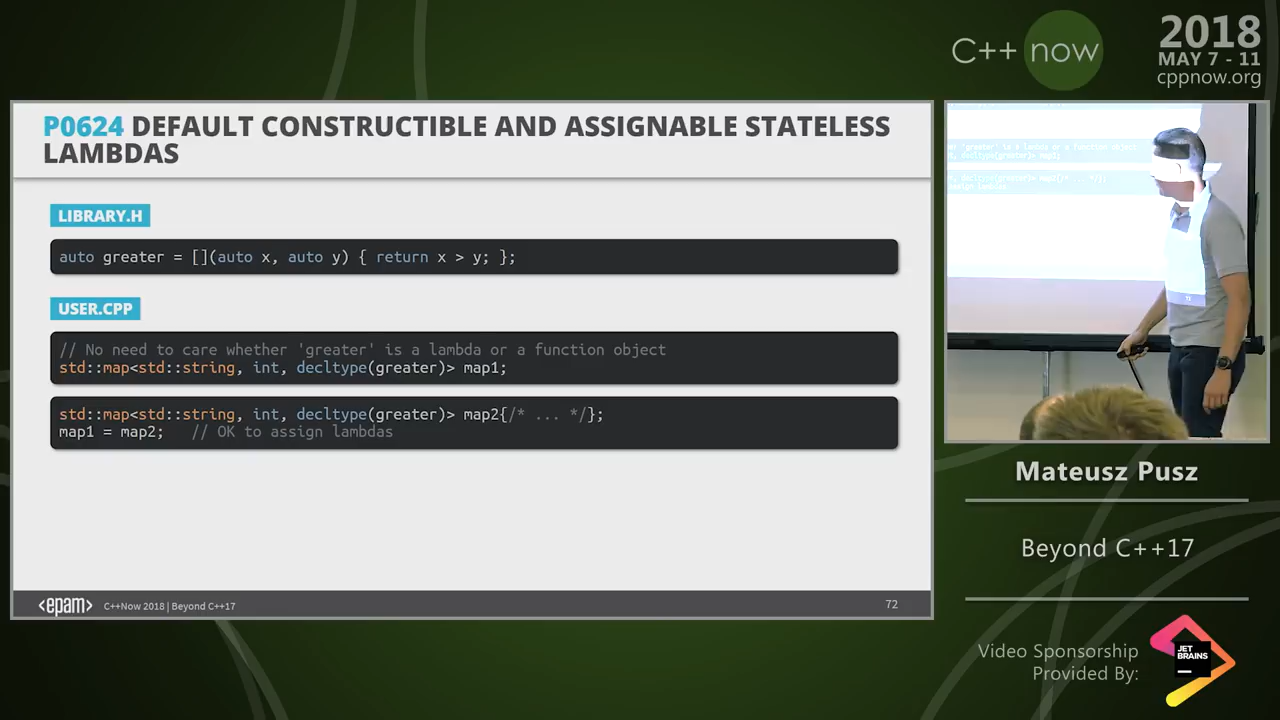 C++ now
2018
MAY 7 - 11
cppnow.org
P0624 DEFAULT CONSTRUCTIBLE AND ASSIGNABLE STATELESS
LAMBDAS
LIBRARY.H
auto greater = [](auto x, auto y) { return x > y; };
USER.CPP
// No need to care whether 'greater' is a lambda or a function object
std::map<std::string, int, decltype(greater)> map1;
std::map<std::string, int, decltype(greater)> map2{/* ... */};
map1 = map2;   // OK to assign lambdas
<epam>
C++Now 2018 | Beyond C++17
72
Mateusz Pusz
Beyond C++17
Video Sponsorship
Provided By:
JET
BRAINS